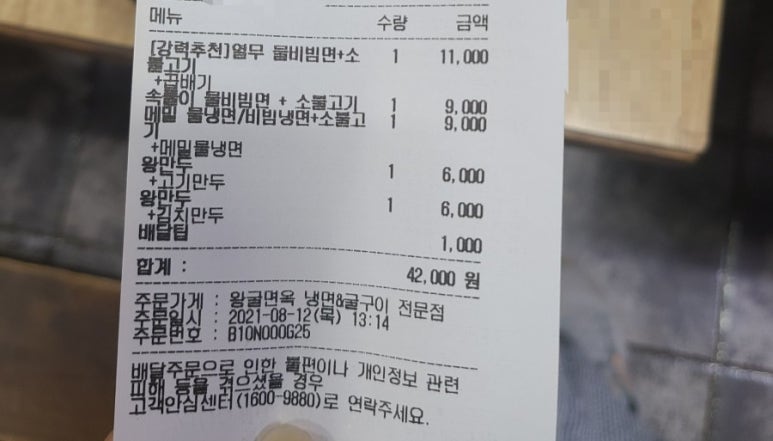 메뉴 수량 금액
[강력추천]열무 물비빔면+소 1 11,000
불고기
+곱배기
속풀이 물비빔면 + 소불고기 1 9,000
메밀 물냉면/비빔냉면+소불고 1 9,000
기
+메밀물냉면
왕만두 1 6,000
+고기만두
왕만두 1 6,000
+김치만두
배달팁 1,000
합계 : 42,000 원
주문가게 : 왕굴면옥 냉면&굴구이 전문점
주문일시 : 2021-08-12(목) 13:14
주문번호 : B10N000G25
배달주문으로 인한 불편이나 개인정보 관련
피해 등을 겪으셨을 경우
고객안심센터(1600-9880)로 연락주세요.